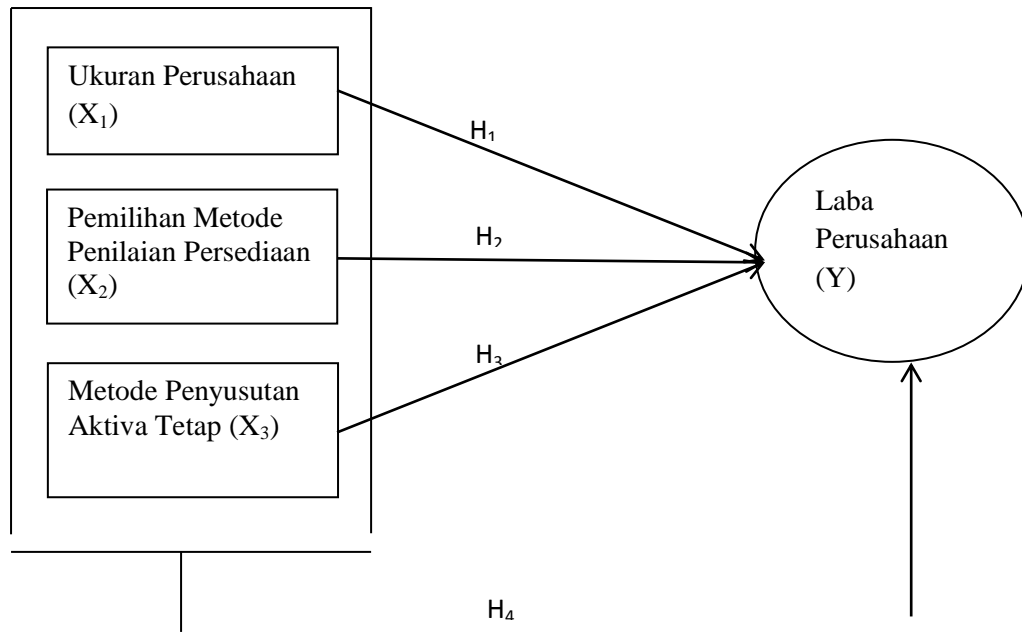 Ukuran Perusahaan
(X₁)
H₁
Pemilihan Metode
Penilaian Persediaan
(X₂)
H₂
Laba
Perusahaan
(Y)
H₃
Metode Penyusutan
Aktiva Tetap (X₃)
H₄